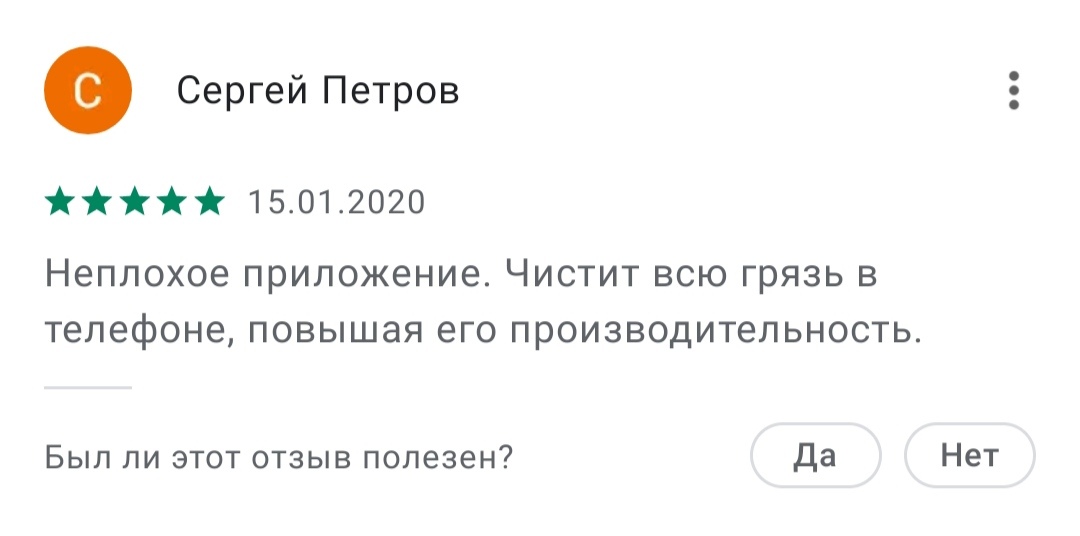 С
Сергей Петров
15.01.2020
Неплохое приложение. Чистит всю грязь в
телефоне, повышая его производительность.
Был ли этот отзыв полезен?
Да
Нет